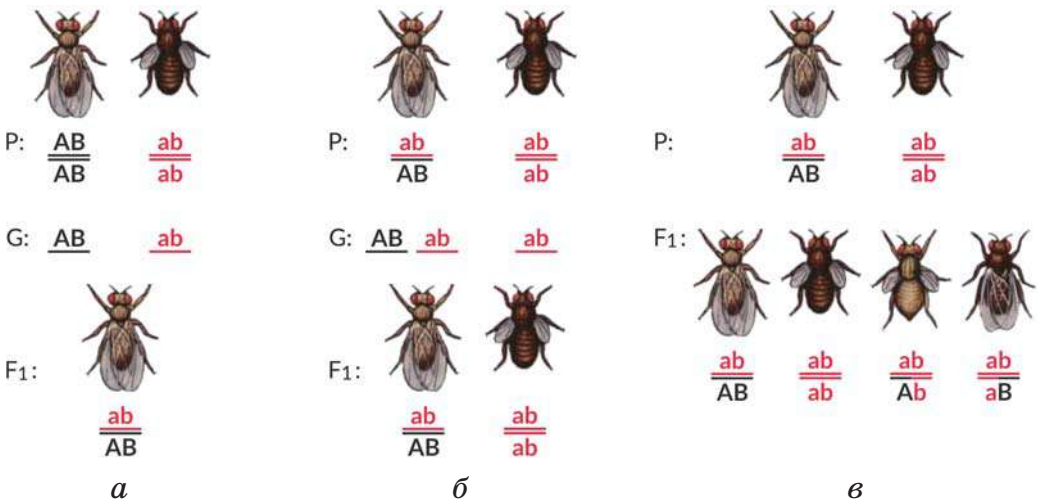 P: AB ab
AB ab
G: AB ab
F1:
ab
AB
а
P: ab ab
AB ab
G: AB ab ab
F1:
ab ab
AB ab
б
P: ab ab
AB ab
F1:
ab ab ab ab
AB ab Ab aB
в